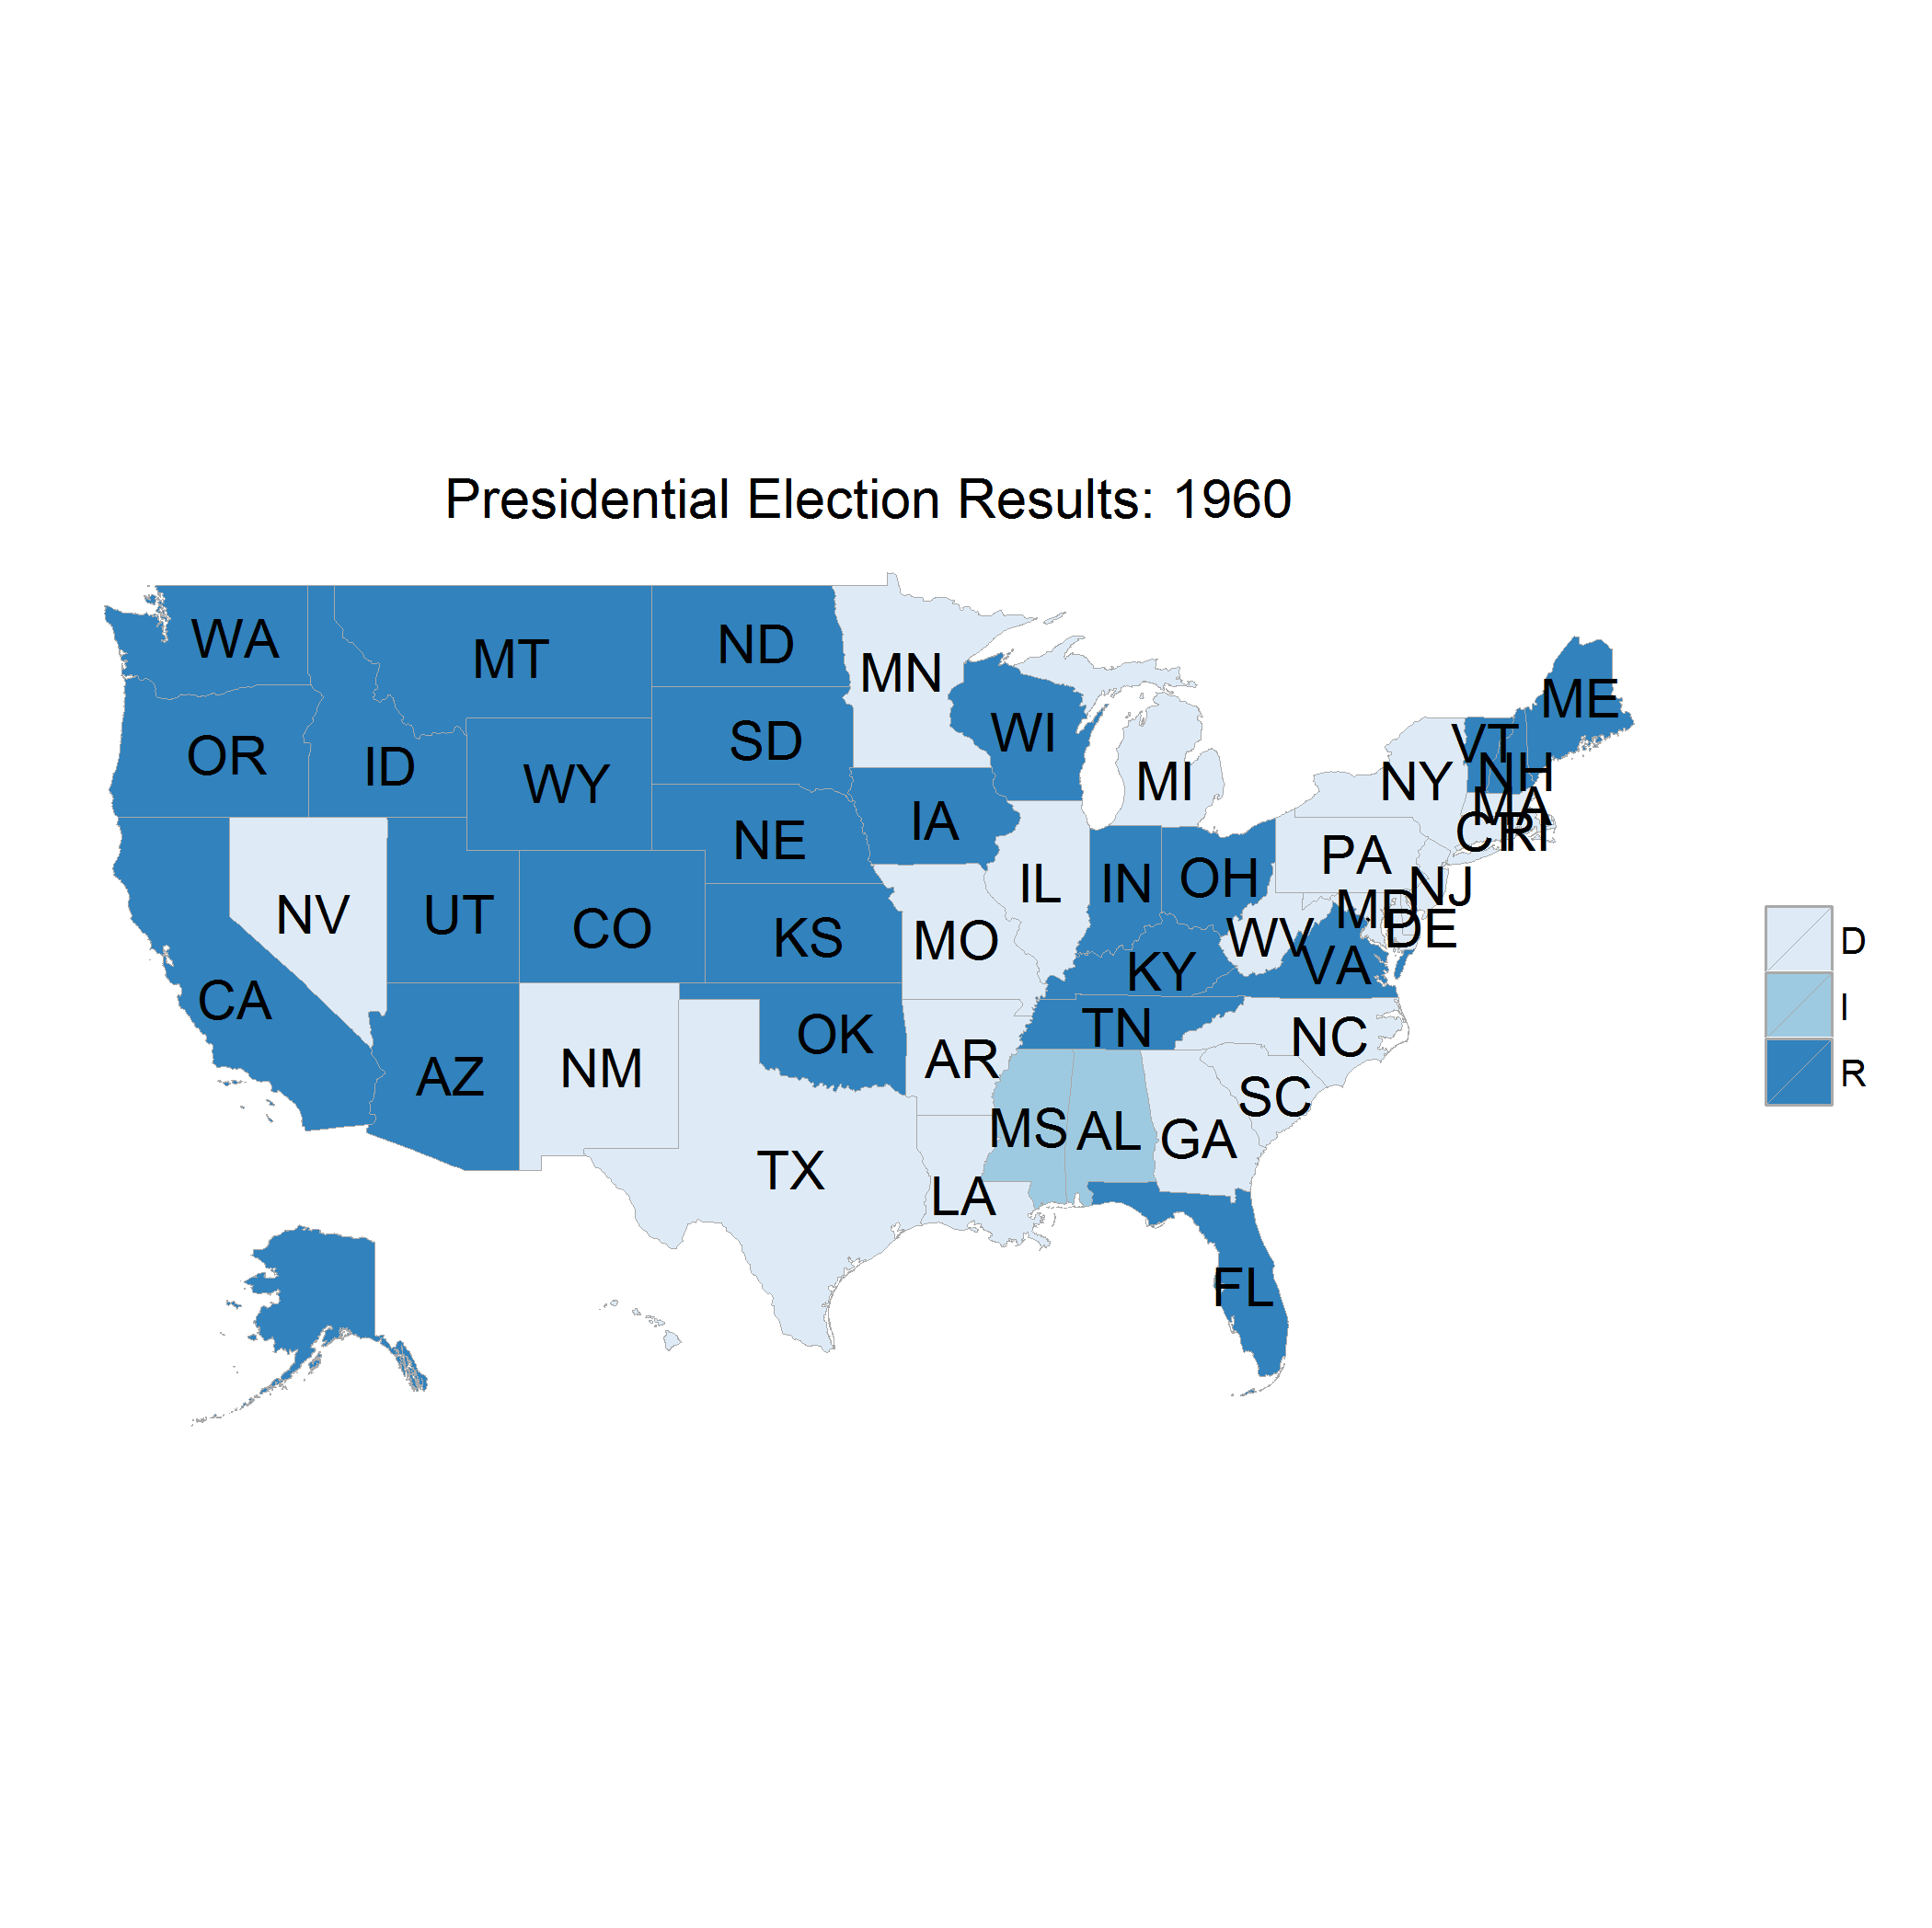 Presidential Election Results: 1960
WA
MT
ND
MN
ME
OR
ID
SD
WI
VT
WY
NH
MI
NY
MA
NE
IA
CT
RI
PA
NV
UT
CO
KS
MO
IL
IN
OH
NJ
MD
DE
WV
VA
KY
CA
AZ
NM
OK
AR
TN
NC
SC
MS
AL
GA
TX
LA
FL
D
I
R